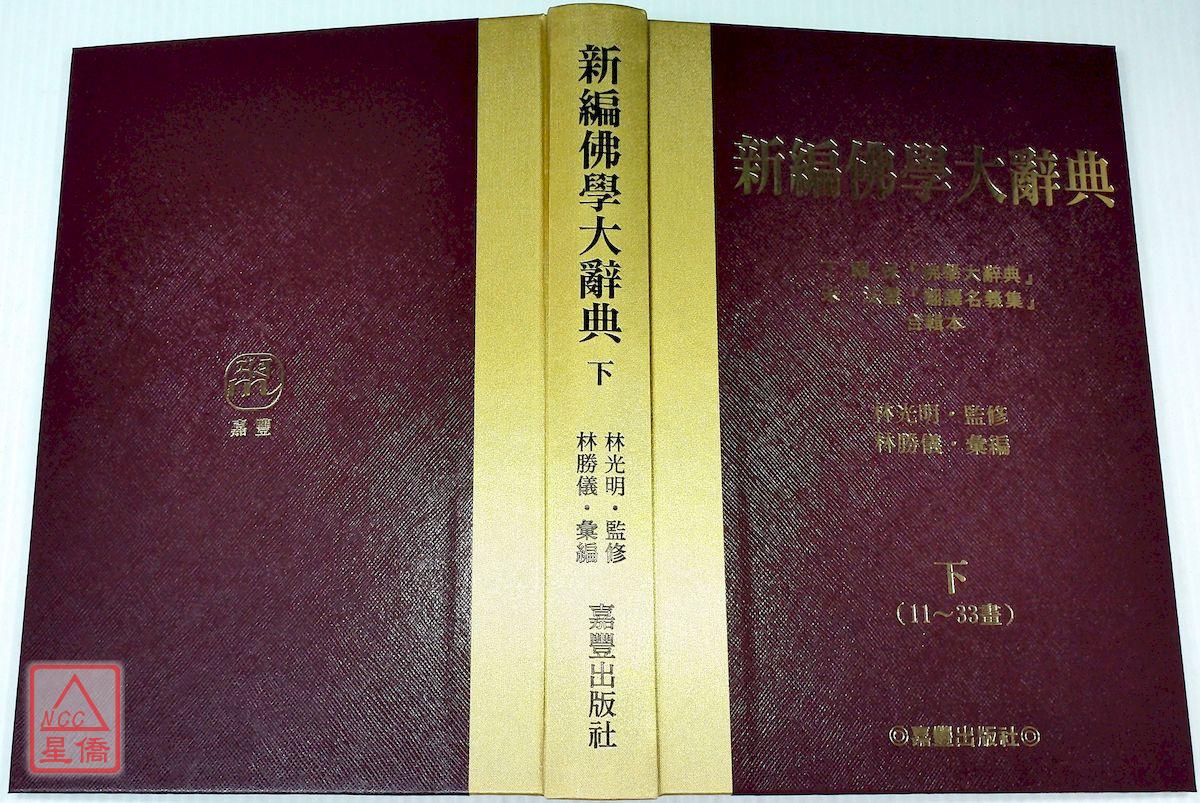 新編佛學大辭典
下
林光明・監修
林勝儀・彙編
嘉豐出版社
新編佛學大辭典
『佛學大辭典』
『翻譯名義集』
合輯本
林光明・監修
林勝儀・彙編
下
(11～33畫)
◎嘉豐出版社◎
NCC
星僑